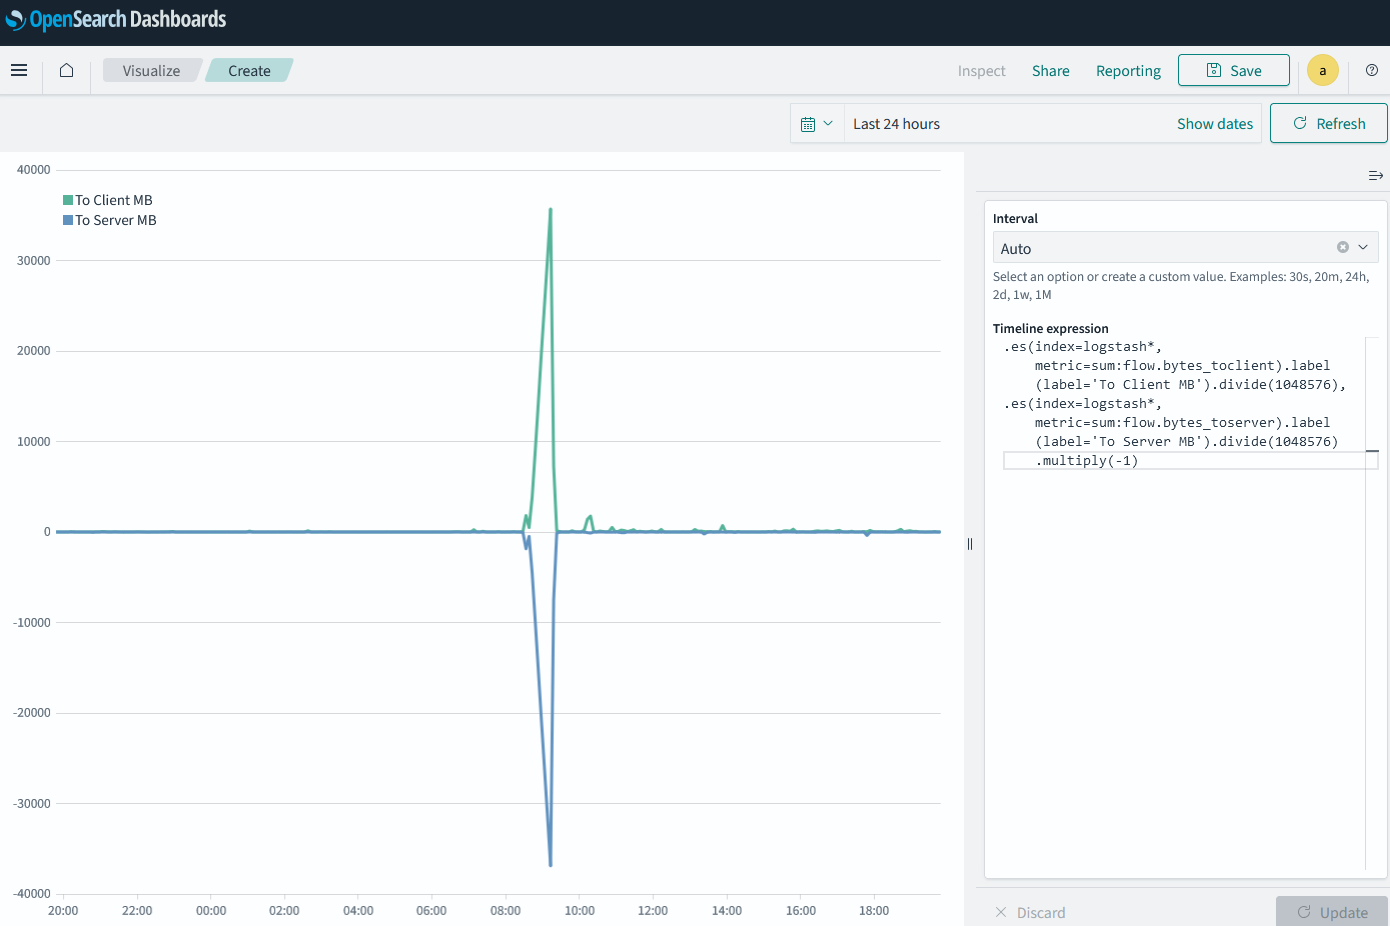 OpenSearch Dashboards
Visualize
Create
Inspect
Share
Reporting
Save
a
Last 24 hours
Show dates
Refresh
40000
30000
20000
10000
0
-10000
-20000
-30000
-40000
To Client MB
To Server MB
20:00 22:00 00:00 02:00 04:00 06:00 08:00 10:00 12:00 14:00 16:00 18:00
Interval
Auto
Select an option or create a custom value. Examples: 30s, 20m, 24h,
2d, 1w, 1M
Timeline expression
.es(index=logstash*,
metric=sum:flow.bytes_toclient).label
(label='To Client MB').divide(1048576),
.es(index=logstash*,
metric=sum:flow.bytes_toserver).label
(label='To Server MB').divide(1048576)
.multiply(-1)
Discard
Update